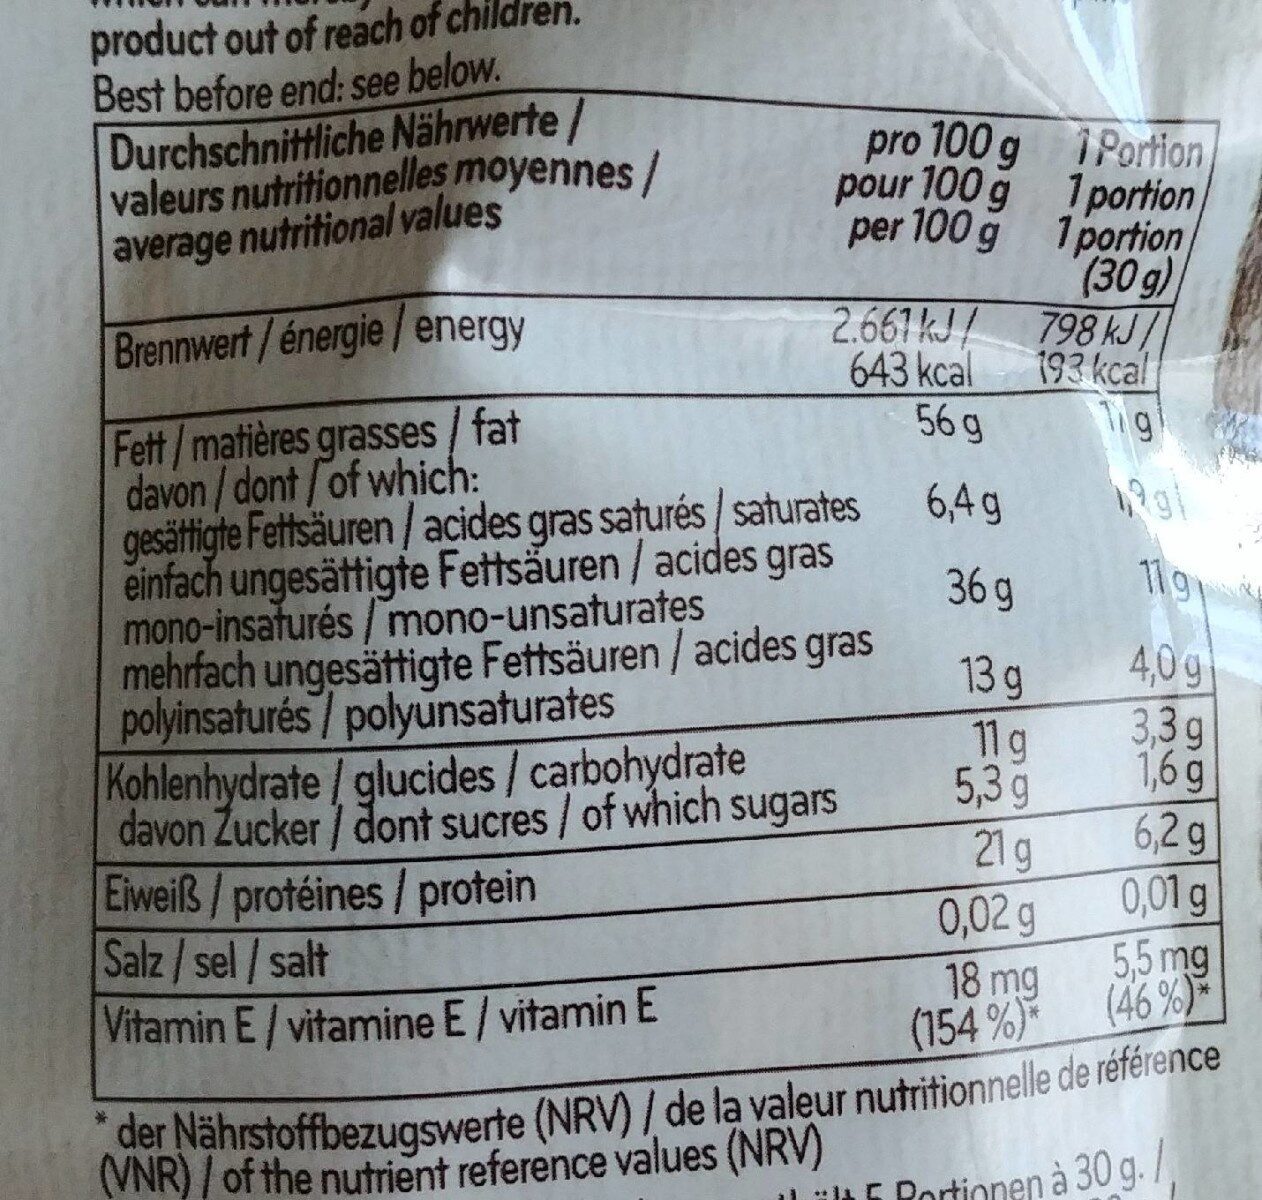 product out of reach of children.
Best before end: see below.
Durchschnittliche Nährwerte / pro 100 g 1 Portion
valeurs nutritionnelles moyennes / pour 100 g 1 portion
average nutritional values per 100 g 1 portion
(30 g)
Brennwert / énergie / energy 2.661 kJ / 798 kJ /
643 kcal 193 kcal
Fett / matières grasses / fat 56 g g
davon / dont / of which:
gesättigte Fettsäuren / acides gras saturés / saturates 6,4 g 1,9 g
einfach ungesättigte Fettsäuren / acides gras
mono-insaturés / mono-unsaturates 36 g 11 g
mehrfach ungesättigte Fettsäuren / acides gras
polyinsaturés / polyunsaturates 13 g 4,0 g
Kohlenhydrate / glucides / carbohydrate 11 g 3,3 g
davon Zucker / dont sucres / of which sugars 5,3 g 1,6 g
Eiweiß / protéines / protein 21 g 6,2 g
Salz / sel / salt 0,02 g 0,01 g
Vitamin E / vitamine E / vitamin E 18 mg 5,5 mg
(154 %)* (46 %)*
* der Nährstoffbezugswerte (NRV) / de la valeur nutritionnelle de référence
(VNR) / of the nutrient reference values (NRV)
5 Portionen à 30 g. /